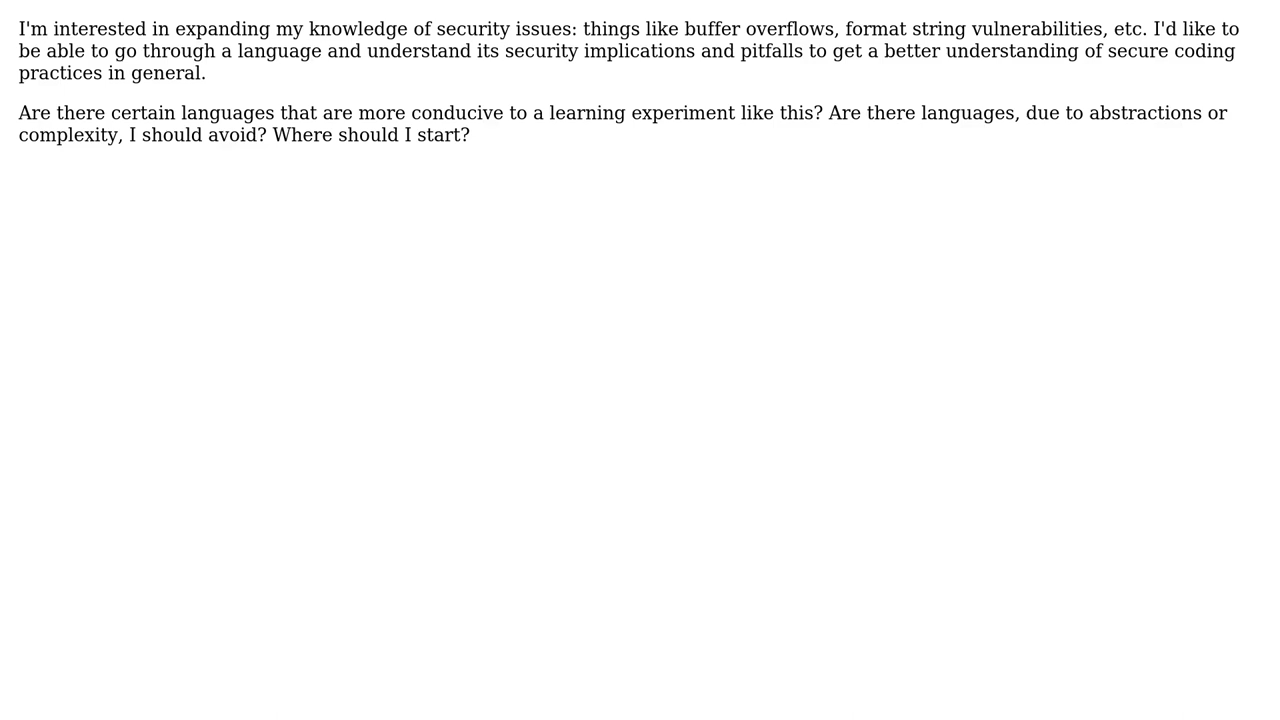 I'm interested in expanding my knowledge of security issues: things like buffer overflows, format string vulnerabilities, etc. I'd like to
be able to go through a language and understand its security implications and pitfalls to get a better understanding of secure coding
practices in general.
Are there certain languages that are more conducive to a learning experiment like this? Are there languages, due to abstractions or
complexity, I should avoid? Where should I start?